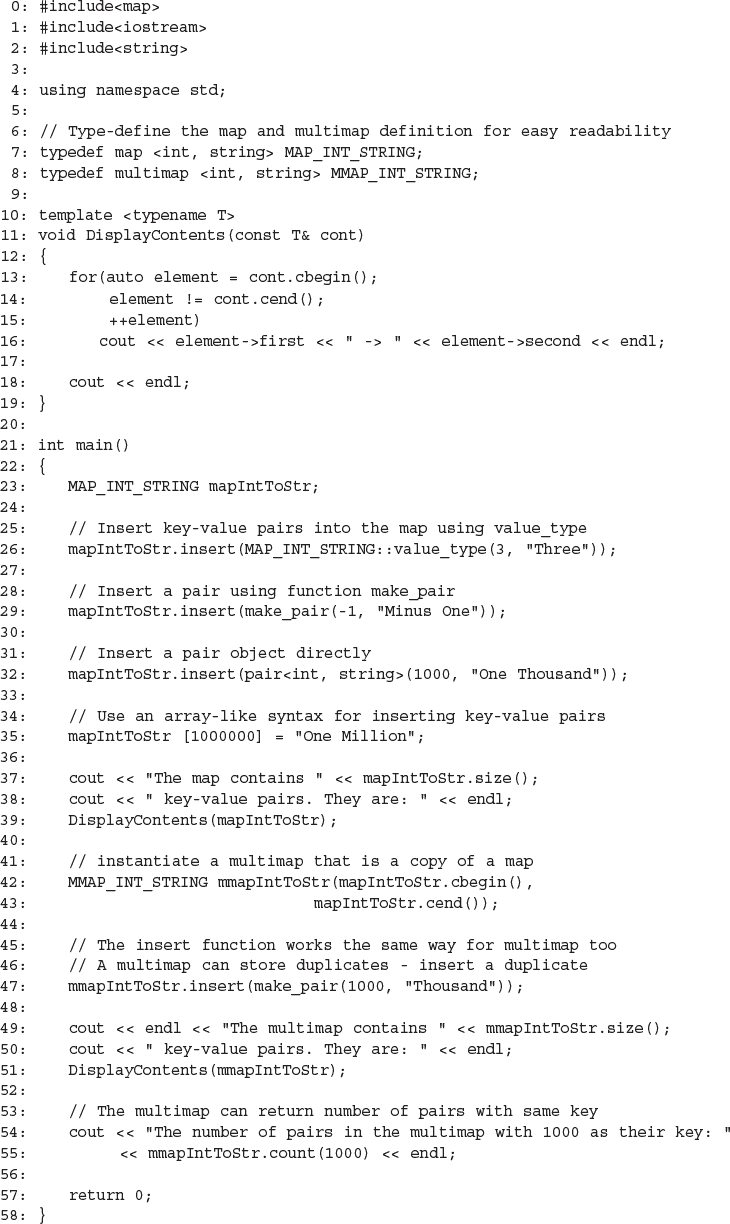 0: #include<map>
1: #include<iostream>
2: #include<string>
3:
4: using namespace std;
5:
6: // Type-define the map and multimap definition for easy readability
7: typedef map <int, string> MAP_INT_STRING;
8: typedef multimap <int, string> MMAP_INT_STRING;
9:
10: template <typename T>
11: void DisplayContents(const T& cont)
12: {
13:    for(auto element = cont.cbegin();
14:        element != cont.cend();
15:        ++element)
16:       cout << element->first << " -> " << element->second << endl;
17:
18:    cout << endl;
19: }
20:
21: int main()
22: {
23:    MAP_INT_STRING mapIntToStr;
24:
25:    // Insert key-value pairs into the map using value_type
26:    mapIntToStr.insert(MAP_INT_STRING::value_type(3, "Three"));
27:
28:    // Insert a pair using function make_pair
29:    mapIntToStr.insert(make_pair(-1, "Minus One"));
30:
31:    // Insert a pair object directly
32:    mapIntToStr.insert(pair<int, string>(1000, "One Thousand"));
33:
34:    // Use an array-like syntax for inserting key-value pairs
35:    mapIntToStr [1000000] = "One Million";
36:
37:    cout << "The map contains " << mapIntToStr.size();
38:    cout << " key-value pairs. They are: " << endl;
39:    DisplayContents(mapIntToStr);
40:
41:    // instantiate a multimap that is a copy of a map
42:    MMAP_INT_STRING mmapIntToStr(mapIntToStr.cbegin(),
43:                             mapIntToStr.cend());
44:
45:    // The insert function works the same way for multimap too
46:    // A multimap can store duplicates - insert a duplicate
47:    mmapIntToStr.insert(make_pair(1000, "Thousand"));
48:
49:    cout << endl << "The multimap contains " << mmapIntToStr.size();
50:    cout << " key-value pairs. They are: " << endl;
51:    DisplayContents(mmapIntToStr);
52:
53:    // The multimap can return number of pairs with same key
54:    cout << "The number of pairs in the multimap with 1000 as their key: "
55:         << mmapIntToStr.count(1000) << endl;
56:
57:    return 0;
58: }